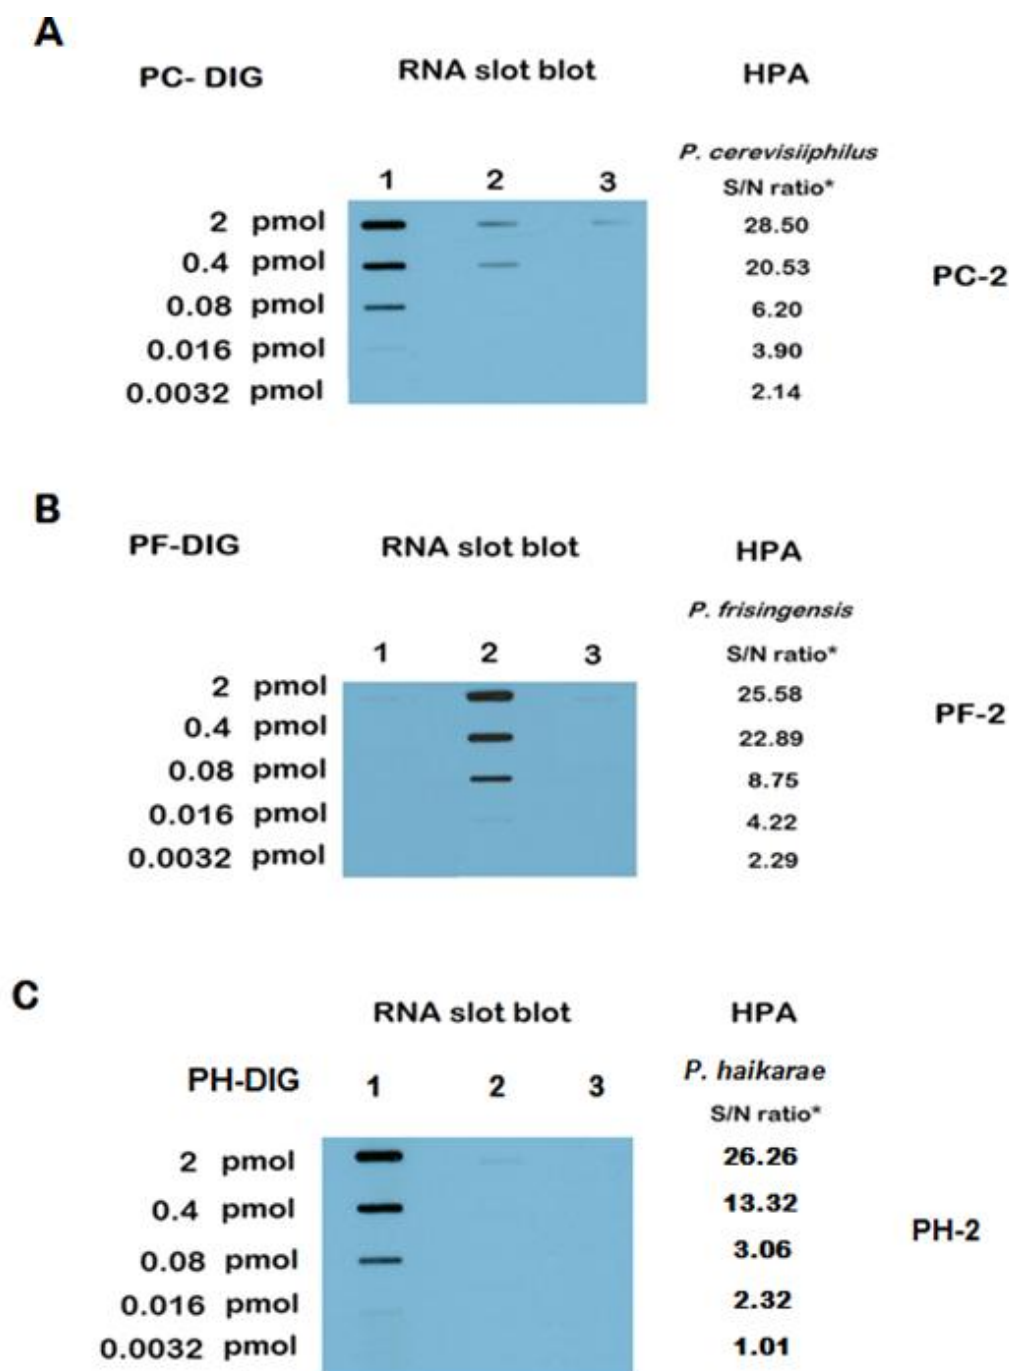 A
PC- DIG RNA slot blot HPA
P. cerevisiiphilus
1 2 3 S/N ratio*
2 pmol 28.50
0.4 pmol 20.53
PC-2
0.08 pmol 6.20
0.016 pmol 3.90
0.0032 pmol 2.14
B
PF-DIG RNA slot blot HPA
P. frisingensis
1 2 3 S/N ratio*
2 pmol 25.58
PF-2
0.4 pmol 22.89
0.08 pmol 8.75
0.016 pmol 4.22
0.0032 pmol 2.29
C
RNA slot blot HPA
PH-DIG 1 2 3 P. haikarae
S/N ratio*
2 pmol 26.26
0.4 pmol 13.32
PH-2
0.08 pmol 3.06
0.016 pmol 2.32
0.0032 pmol 1.01